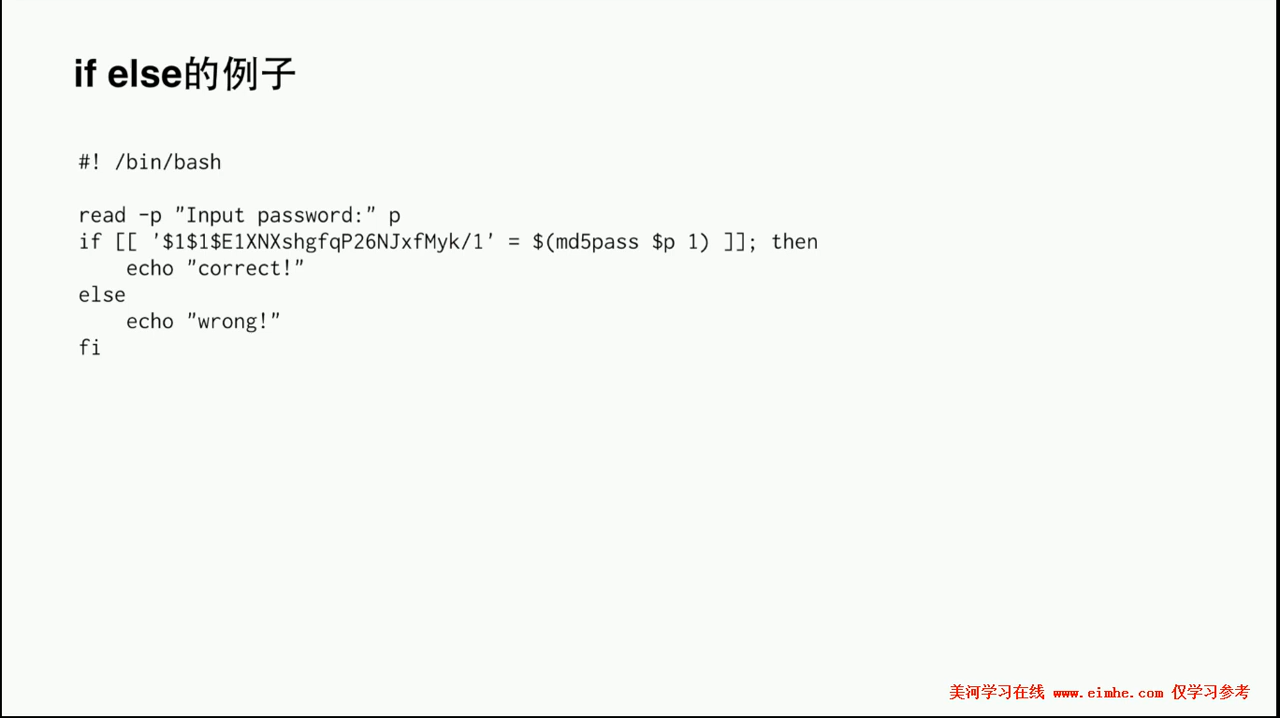 if else的例子
#! /bin/bash
read -p "Input password:" p
if [[ '$1$1$E1XNXshgfqP26NJxfMyk/1' = $(md5pass $p 1) ]]; then
    echo "correct!"
else
    echo "wrong!"
fi
美河学习在线 www.eimhe.com 仅学习参考